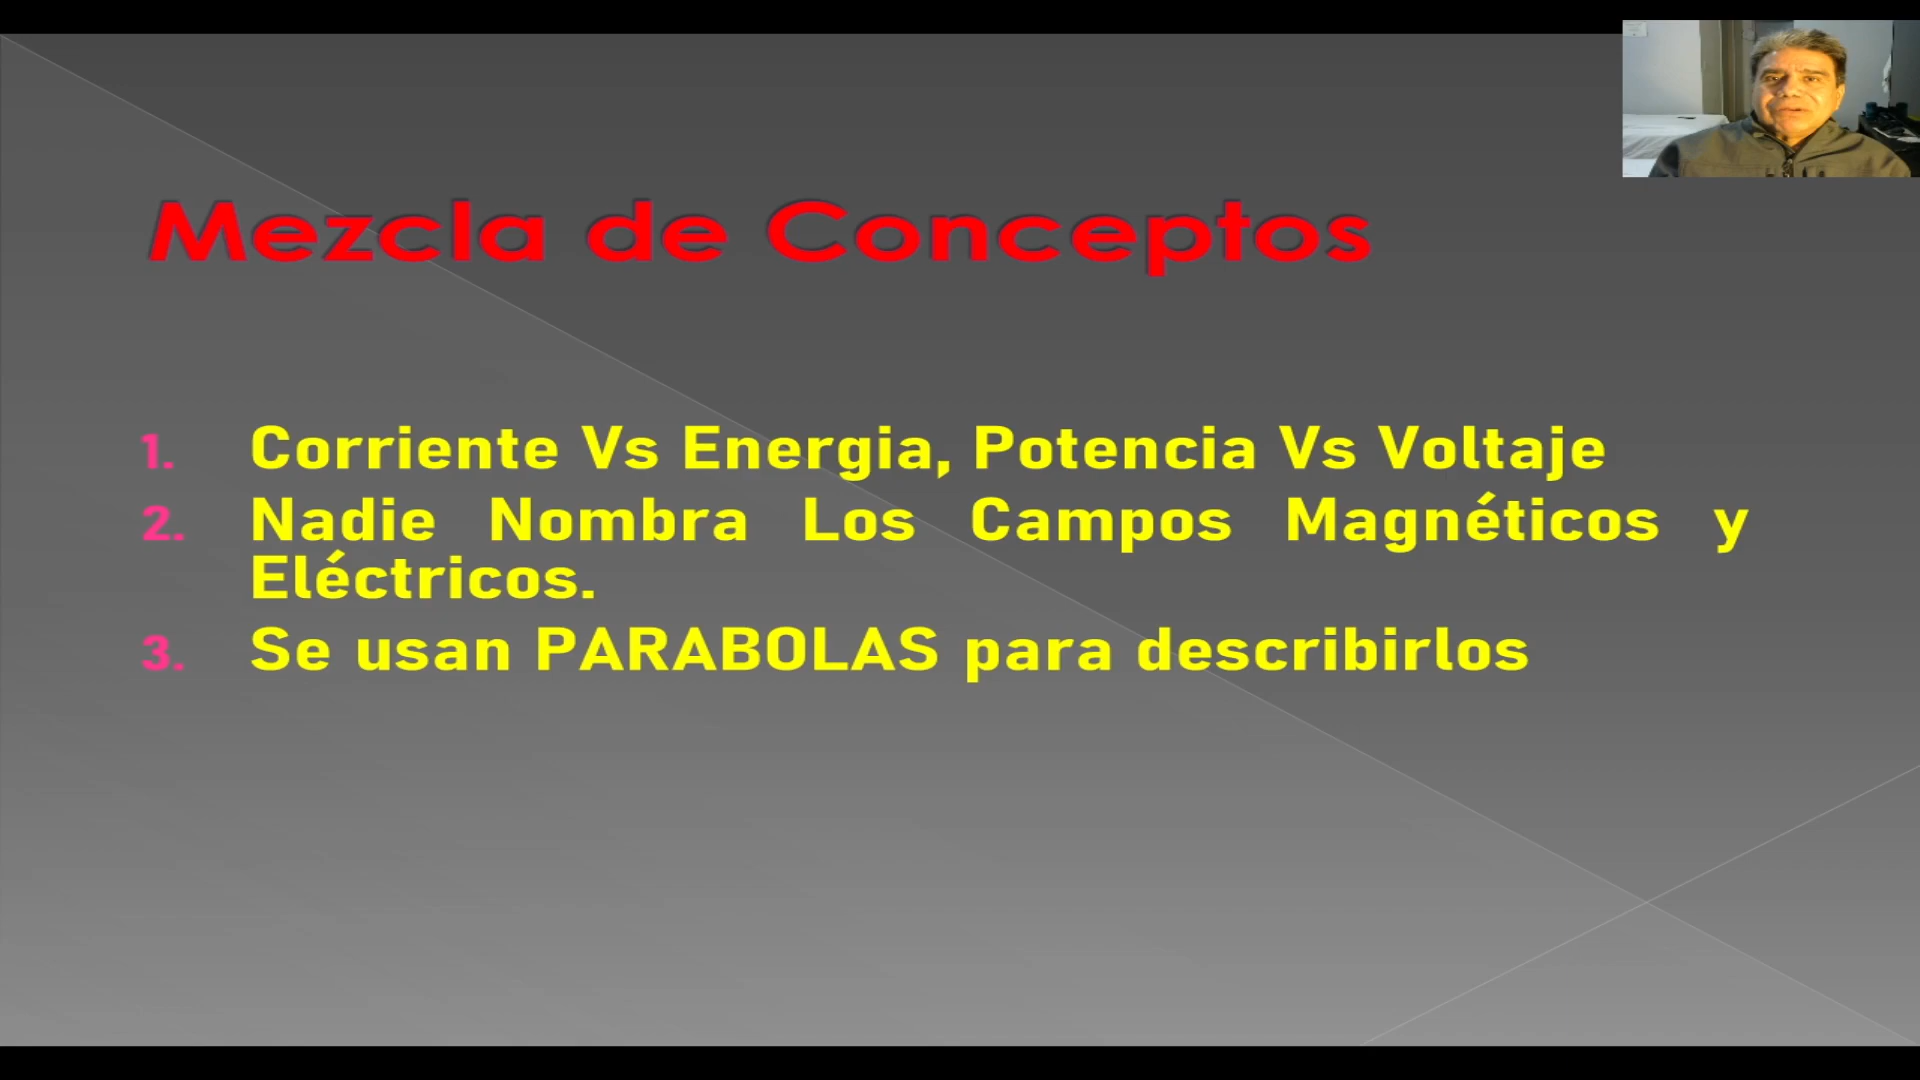 Mezcla de Conceptos
1. Corriente Vs Energia, Potencia Vs Voltaje
2. Nadie Nombra Los Campos Magnéticos y
Eléctricos.
3. Se usan PARABOLAS para describirlos